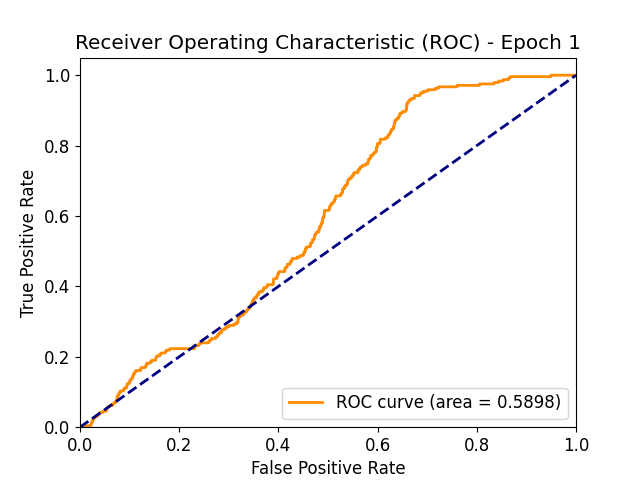 Receiver Operating Characteristic (ROC) - Epoch 1
True Positive Rate
1.0
0.8
0.6
0.4
0.2
0.0
ROC curve (area = 0.5898)
0.0 0.2 0.4 0.6 0.8 1.0
False Positive Rate